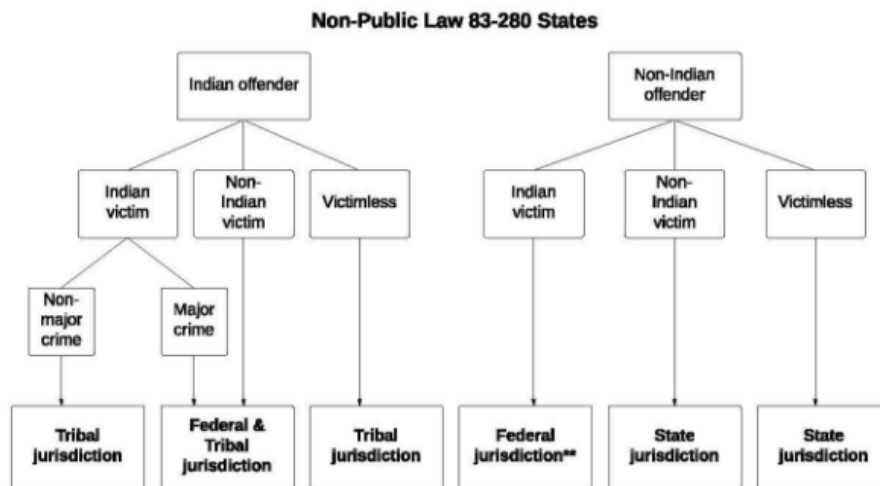 Non-Public Law 83-280 States
Indian offender
Non-Indian
offender
Indian
victim
Non-
Indian
victim
Victimless
Indian
victim
Non-
Indian
victim
Victimless
Non-
major
crime
Major
crime
Tribal
jurisdiction
Federal &
Tribal
jurisdiction
Tribal
jurisdiction
Federal
jurisdiction**
State
jurisdiction
State
jurisdiction